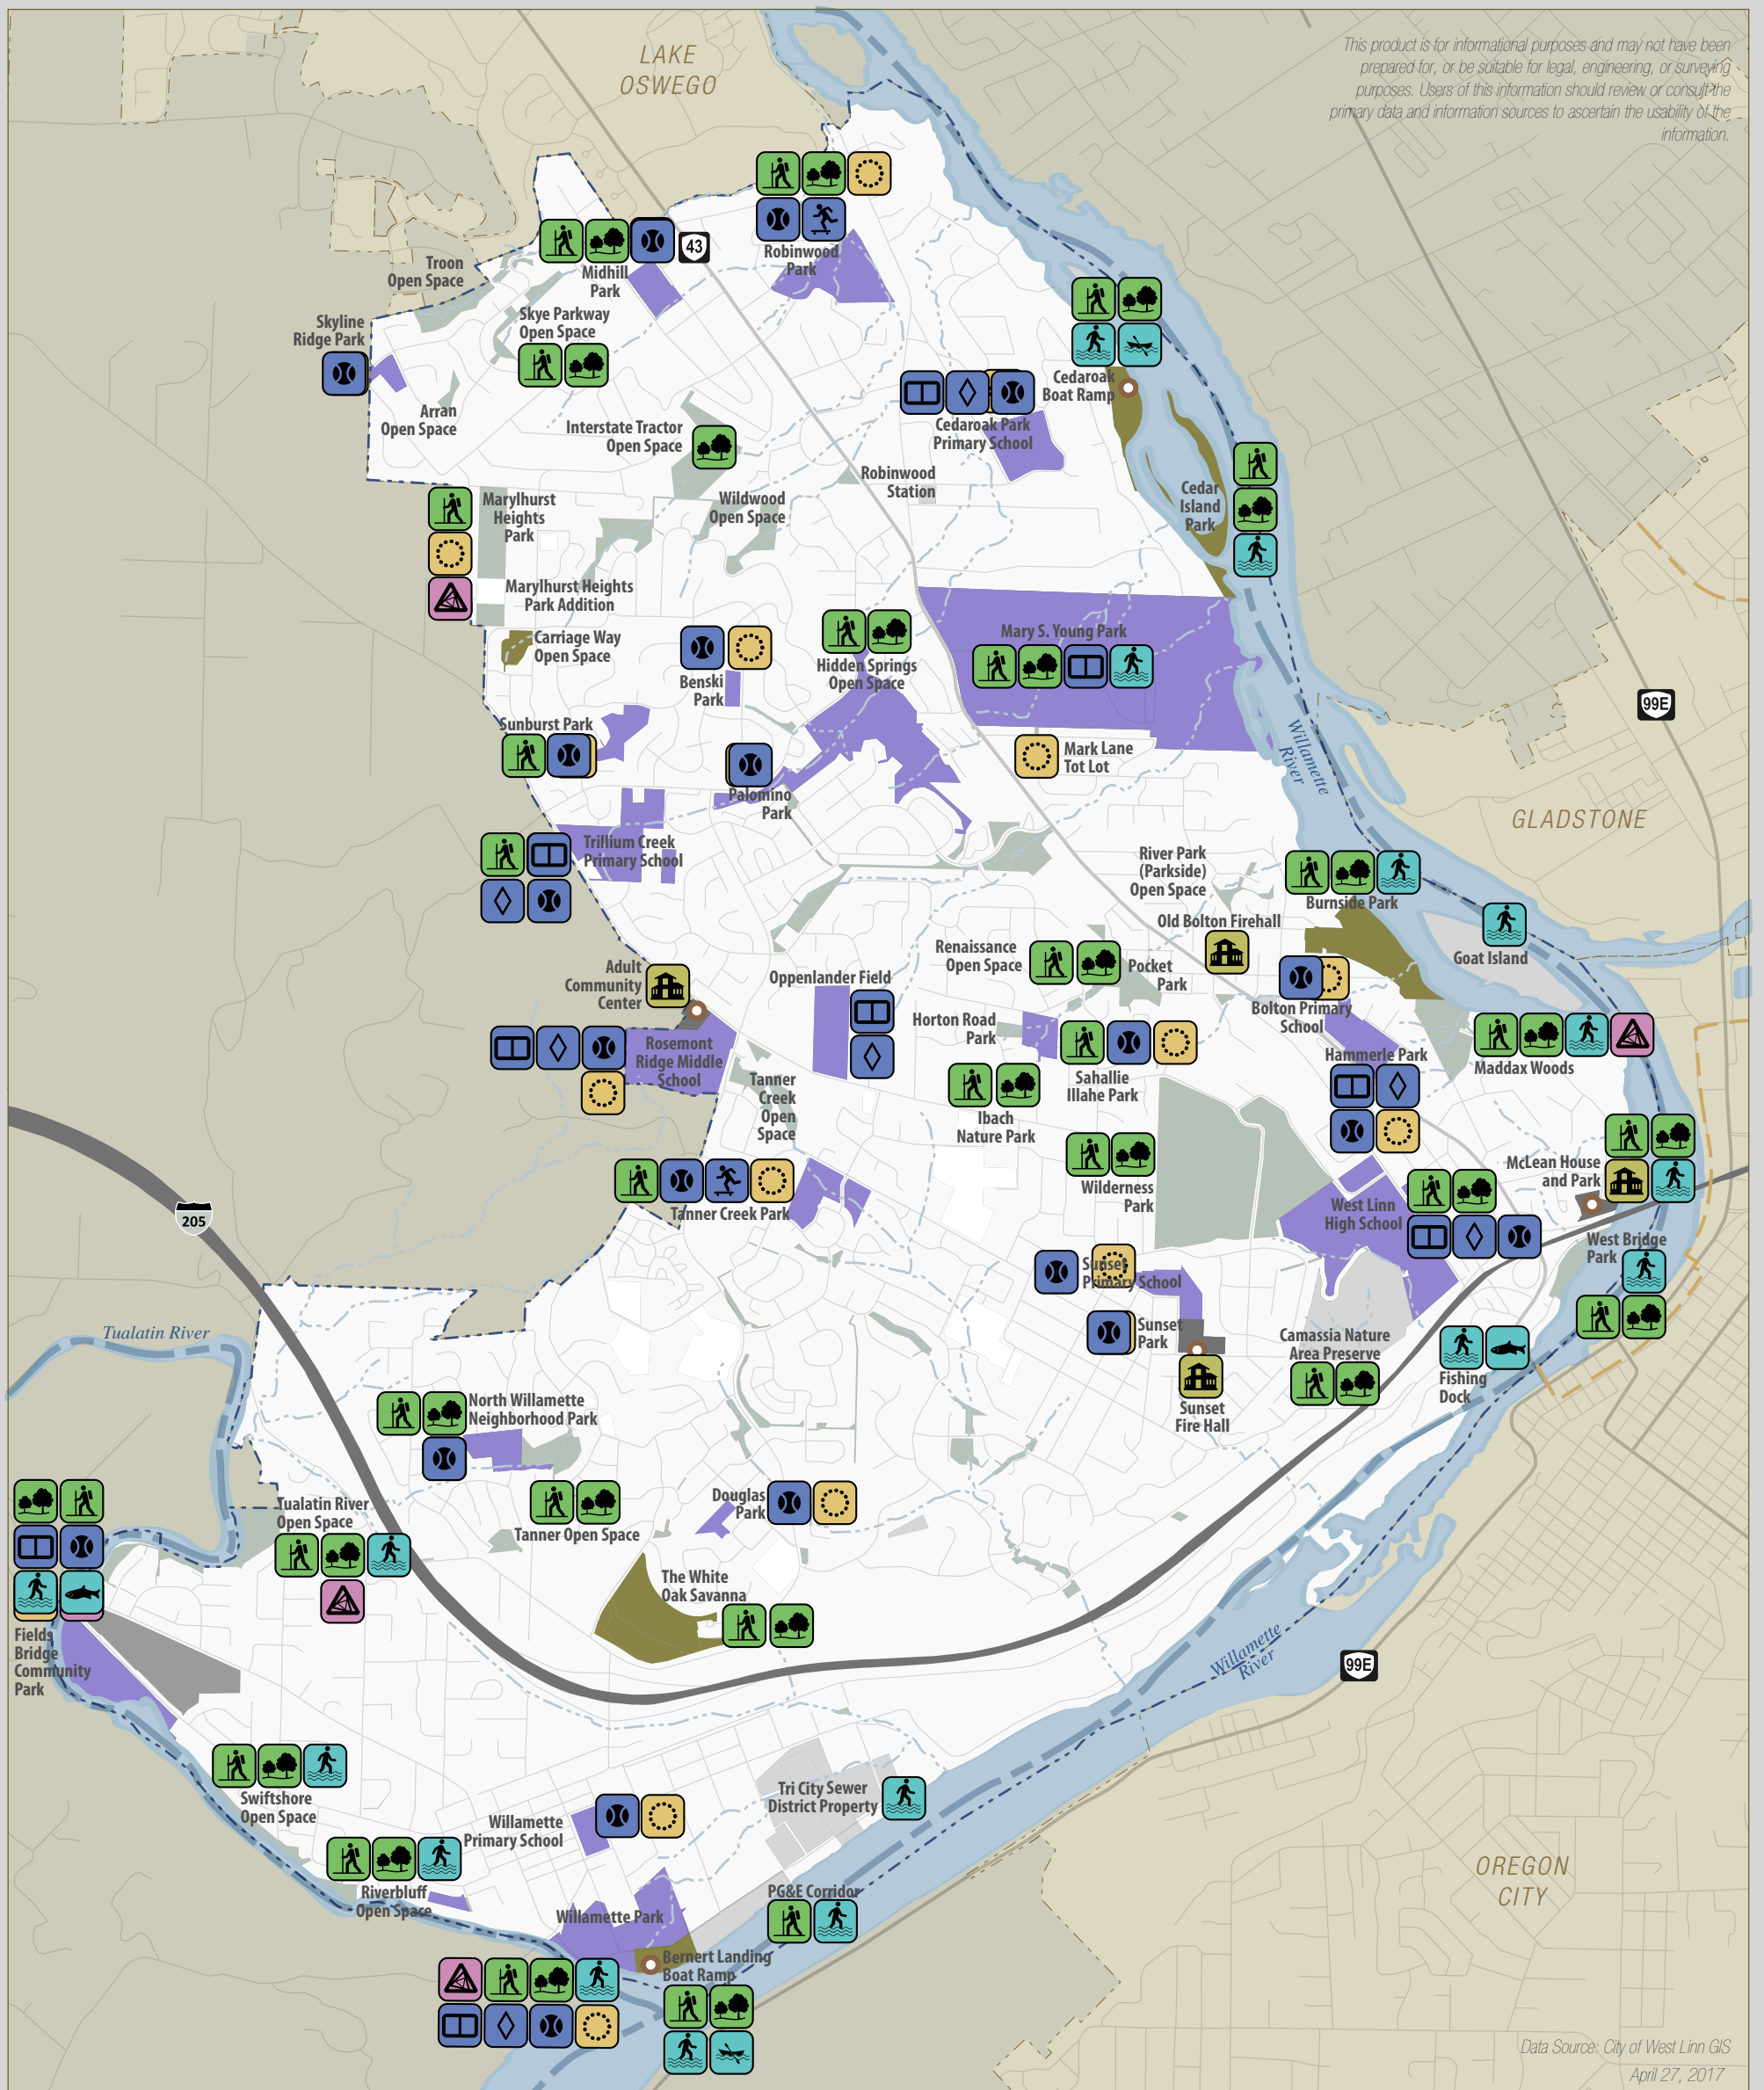 LAKE
OSWEGO
This product is for informational purposes and may not have been
prepared for, or be suitable for legal, engineering, or surveying
purposes. Users of this information should review or consult the
primary data and information sources to ascertain the usability of the
information.
43
Robinwood
Park
Troon
Open Space
Midhill
Park
Skyline
Ridge Park
Skye Parkway
Open Space
Cedaroak
Boat Ramp
Arran
Open Space
Interstate Tractor
Open Space
Cedaroak Park
Primary School
Robinwood
Station
Cedar
Island
Park
Marylhurst
Heights
Park
Wildwood
Open Space
Marylhurst Heights
Park Addition
Carriage Way
Open Space
Mary S. Young Park
Hidden Springs
Open Space
Benski
Park
99E
Sunburst Park
Mark Lane
Tot Lot
Willamette
River
Palomino
Park
GLADSTONE
Trillium Creek
Primary School
River Park
(Parkside)
Open Space
Burnside Park
Old Bolton Firehall
Goat Island
Renaissance
Open Space
Pocket
Park
Adult
Community
Center
Oppenlander Field
Bolton Primary
School
Horton Road
Park
Rosemont
Ridge Middle
School
Hammerle Park
Maddax Woods
Tanner
Creek
Open
Space
Sahallie
Illahe Park
Ibach
Nature Park
McLean House
and Park
Wilderness
Park
West Linn
High School
205
Tanner Creek Park
West Bridge
Park
Sunset
Primary School
Sunset
Park
Camassia Nature
Area Preserve
Tualatin River
Fishing
Dock
North Willamette
Neighborhood Park
Sunset
Fire Hall
Tualatin River
Open Space
Douglas
Park
Tanner Open Space
The White
Oak Savanna
Fields
Bridge
Community
Park
Willamette
River
99E
Swiftshore
Open Space
Tri City Sewer
District Property
Willamette
Primary School
Riverbluff
Open Space
PG&E Corridor
Willamette Park
OREGON
CITY
Bernert Landing
Boat Ramp
Data Source: City of West Linn GIS
April 27, 2017